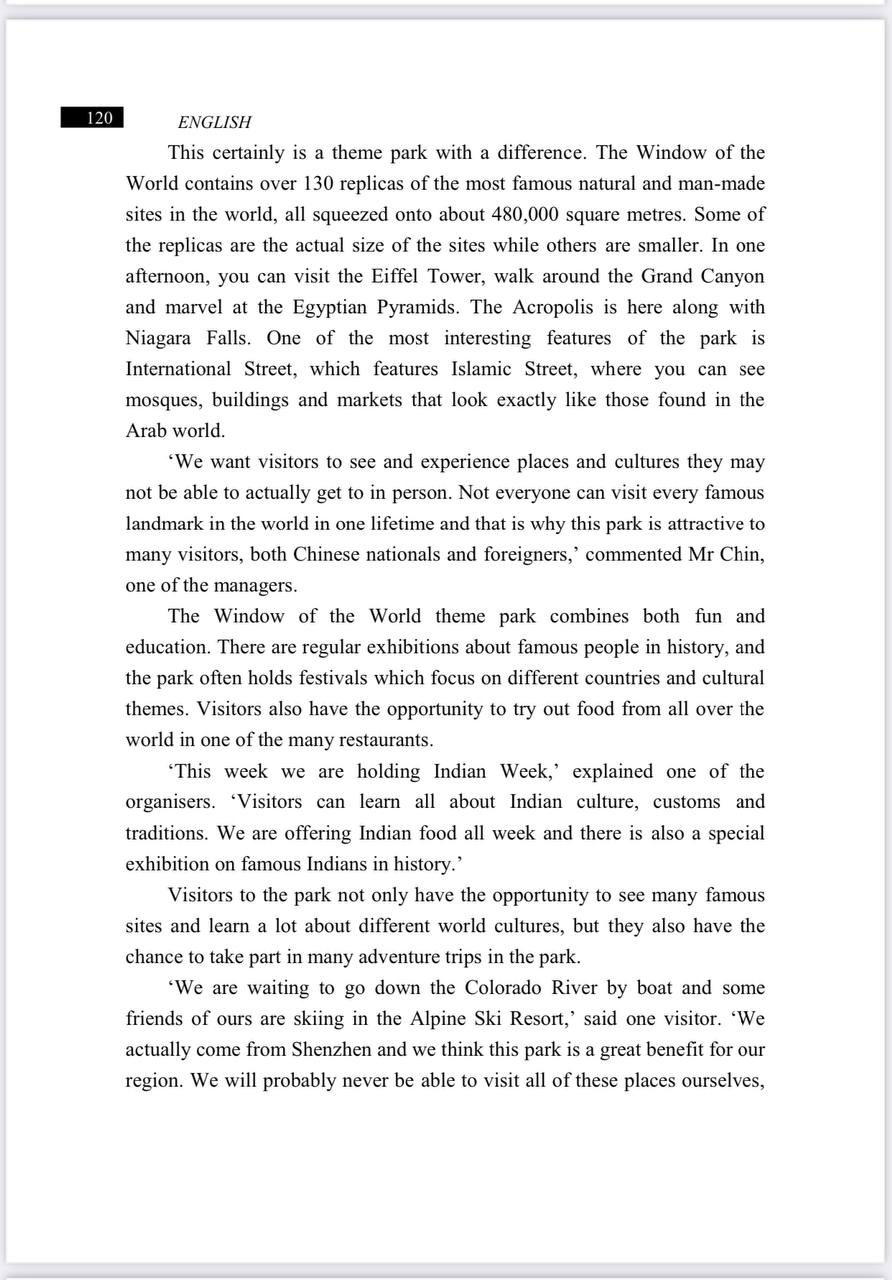 120
ENGLISH
This certainly is a theme park with a difference. The Window of the
World contains over 130 replicas of the most famous natural and man-made
sites in the world, all squeezed onto about 480,000 square metres. Some of
the replicas are the actual size of the sites while others are smaller. In one
afternoon, you can visit the Eiffel Tower, walk around the Grand Canyon
and marvel at the Egyptian Pyramids. The Acropolis is here along with
Niagara Falls. One of the most interesting features of the park is
International Street, which features Islamic Street, where you can see
mosques, buildings and markets that look exactly like those found in the
Arab world.
‘We want visitors to see and experience places and cultures they may
not be able to actually get to in person. Not everyone can visit every famous
landmark in the world in one lifetime and that is why this park is attractive to
many visitors, both Chinese nationals and foreigners,’ commented Mr Chin,
one of the managers.
The Window of the World theme park combines both fun and
education. There are regular exhibitions about famous people in history, and
the park often holds festivals which focus on different countries and cultural
themes. Visitors also have the opportunity to try out food from all over the
world in one of the many restaurants.
‘This week we are holding Indian Week,’ explained one of the
organisers. ‘Visitors can learn all about Indian culture, customs and
traditions. We are offering Indian food all week and there is also a special
exhibition on famous Indians in history.’
Visitors to the park not only have the opportunity to see many famous
sites and learn a lot about different world cultures, but they also have the
chance to take part in many adventure trips in the park.
‘We are waiting to go down the Colorado River by boat and some
friends of ours are skiing in the Alpine Ski Resort,’ said one visitor. ‘We
actually come from Shenzhen and we think this park is a great benefit for our
region. We will probably never be able to visit all of these places ourselves,